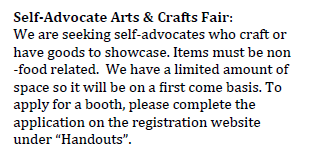 Self-Advocate Arts & Crafts Fair:
We are seeking self-advocates who craft or
have goods to showcase. Items must be non
-food related.  We have a limited amount of
space so it will be on a first come basis. To
apply for a booth, please complete the
application on the registration website
under “Handouts”.